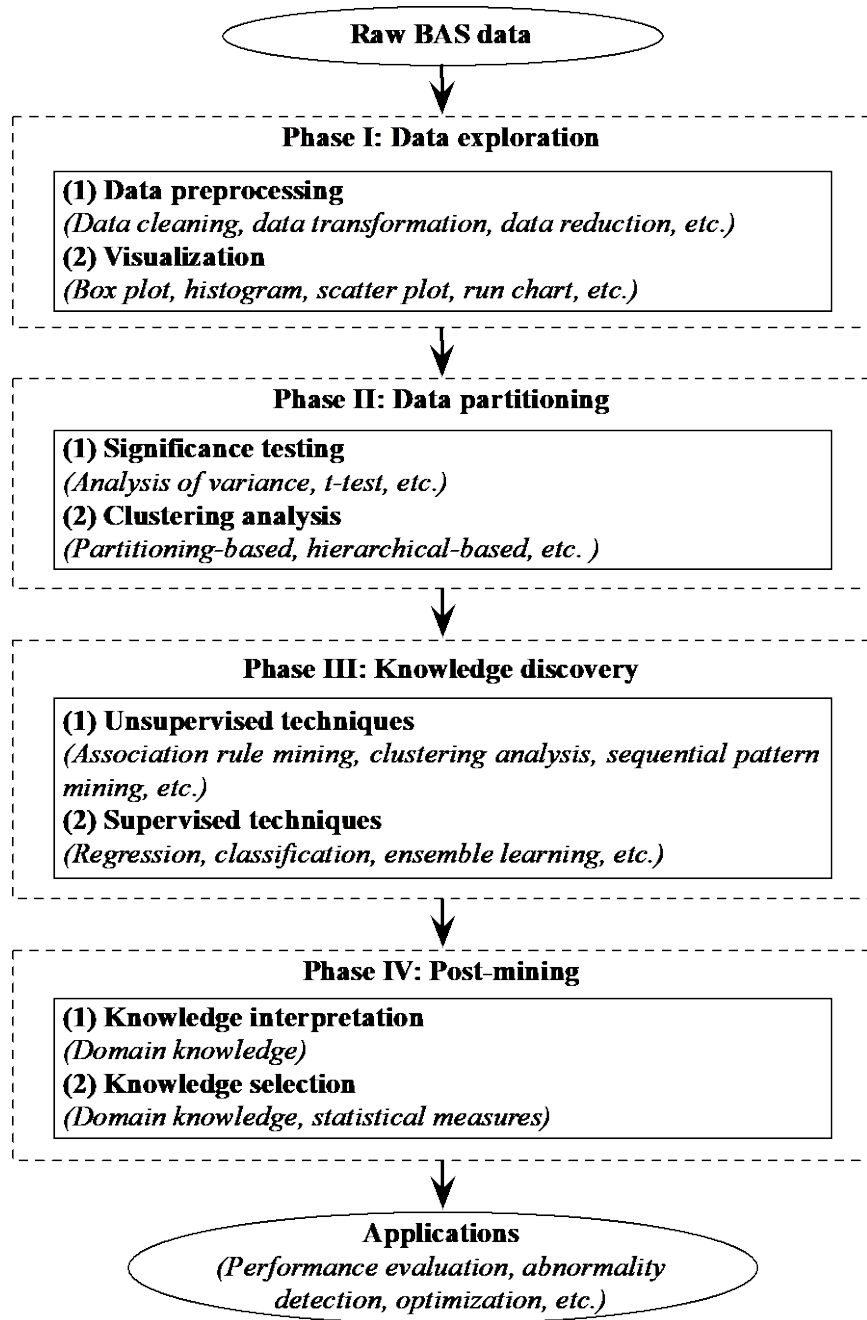 Raw BAS data
Phase I: Data exploration
(1) Data preprocessing
(Data cleaning, data transformation, data reduction, etc.)
(2) Visualization
(Box plot, histogram, scatter plot, run chart, etc.)
Phase II: Data partitioning
(1) Significance testing
(Analysis of variance, t-test, etc.)
(2) Clustering analysis
(Partitioning-based, hierarchical-based, etc. )
Phase III: Knowledge discovery
(1) Unsupervised techniques
(Association rule mining, clustering analysis, sequential pattern
mining, etc.)
(2) Supervised techniques
(Regression, classification, ensemble learning, etc.)
Phase IV: Post-mining
(1) Knowledge interpretation
(Domain knowledge)
(2) Knowledge selection
(Domain knowledge, statistical measures)
Applications
(Performance evaluation, abnormality
detection, optimization, etc.)